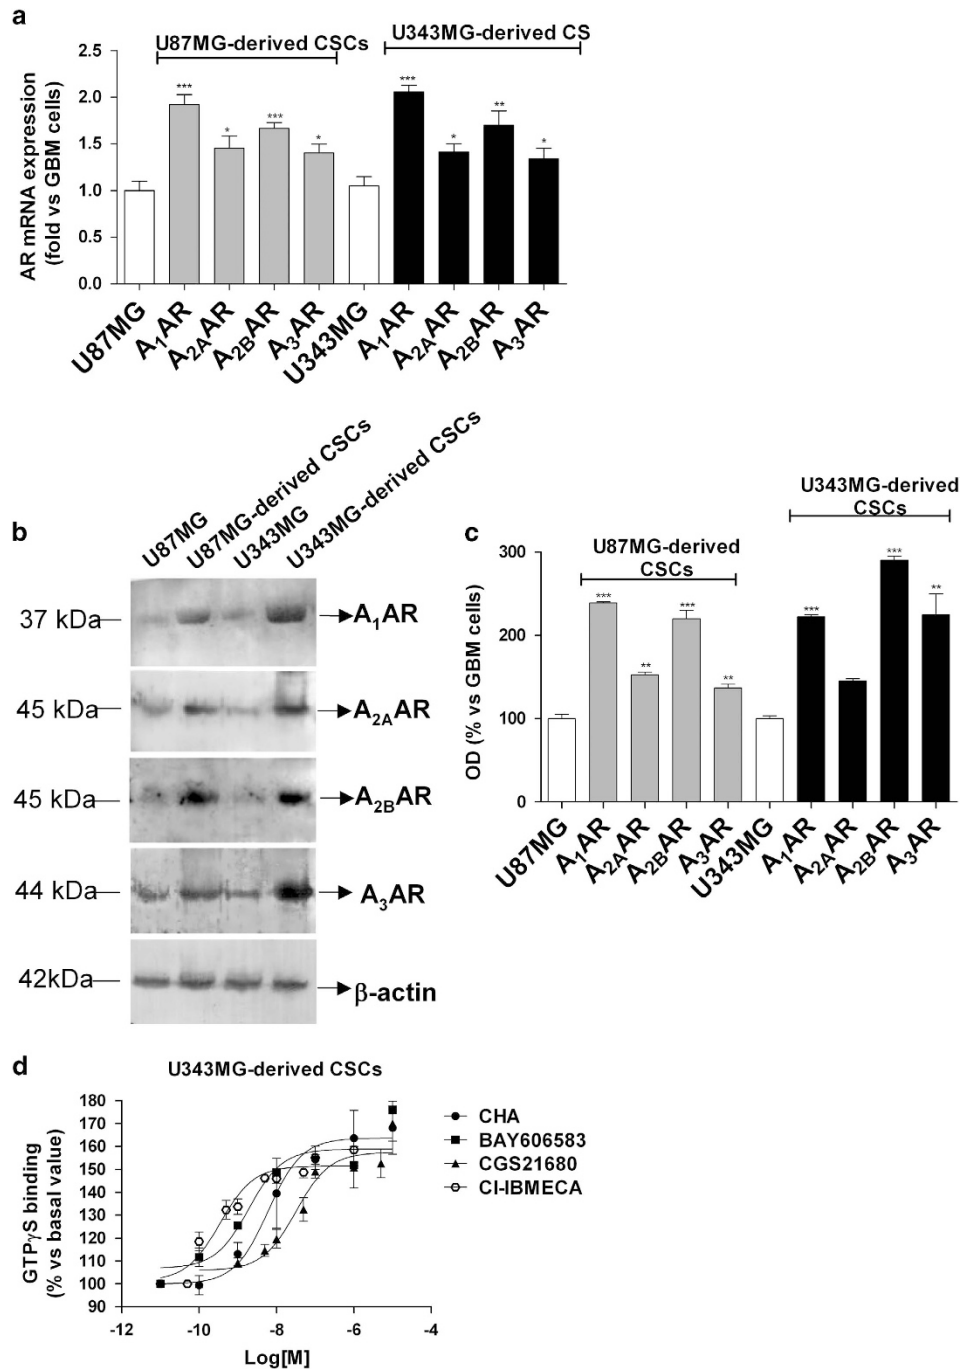 a
U87MG-derived CSCs
U343MG-derived CS
AR mRNA expression
(fold vs GBM cells)
2.5
2.0
1.5
1.0
0.5
0.0
***
*
***
*
***
*
**
*
U87MG
A1AR
A2AAR
A2BAR
A3AR
U343MG
A1AR
A2AAR
A2BAR
A3AR
b
U87MG
U87MG-derived CSCs
U343MG
U343MG-derived CSCs
37 kDa
A1AR
45 kDa
A2AAR
45 kDa
A2BAR
44 kDa
A3AR
42kDa
β-actin
c
U87MG-derived
CSCs
U343MG-derived
CSCs
OD (% vs GBM cells)
300
200
100
0
***
**
***
**
***
***
**
U87MG
A1AR
A2AAR
A2BAR
A3AR
U343MG
A1AR
A2AAR
A2BAR
A3AR
d
U343MG-derived CSCs
GTPγS binding
(% vs basal value)
180
170
160
150
140
130
120
110
100
90
-12
-10
-8
-6
-4
Log[M]
CHA
BAY606583
CGS21680
CI-IBMECA